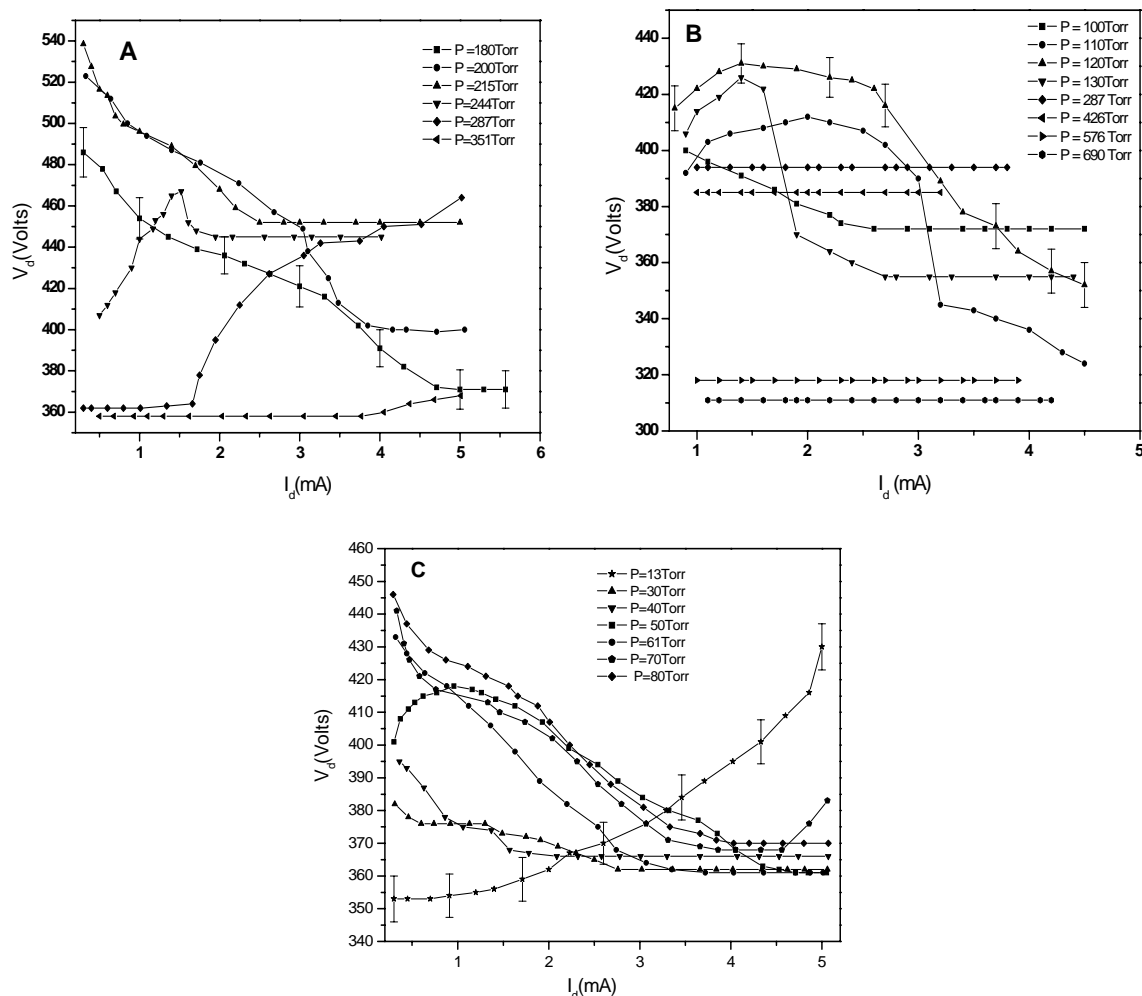 A
P =180Torr
P =200Torr
P =215Torr
P =244Torr
P =287Torr
P=351Torr
540
520
500
480
460
440
420
400
380
360
V_d(Volts)
1
2
3
4
5
6
I_d(mA)
B
P = 100Torr
P = 110Torr
P = 120Torr
P = 130Torr
P = 287 Torr
P = 426Torr
P = 576 Torr
P = 690 Torr
440
420
400
380
360
340
320
300
V_d(Volts)
1
2
3
4
5
I_d (mA)
C
P=13Torr
P=30Torr
P=40Torr
P= 50Torr
P=61Torr
P=70Torr
P=80Torr
460
450
440
430
420
410
400
390
380
370
360
350
340
V_d(Volts)
1
2
3
4
5
I_d(mA)